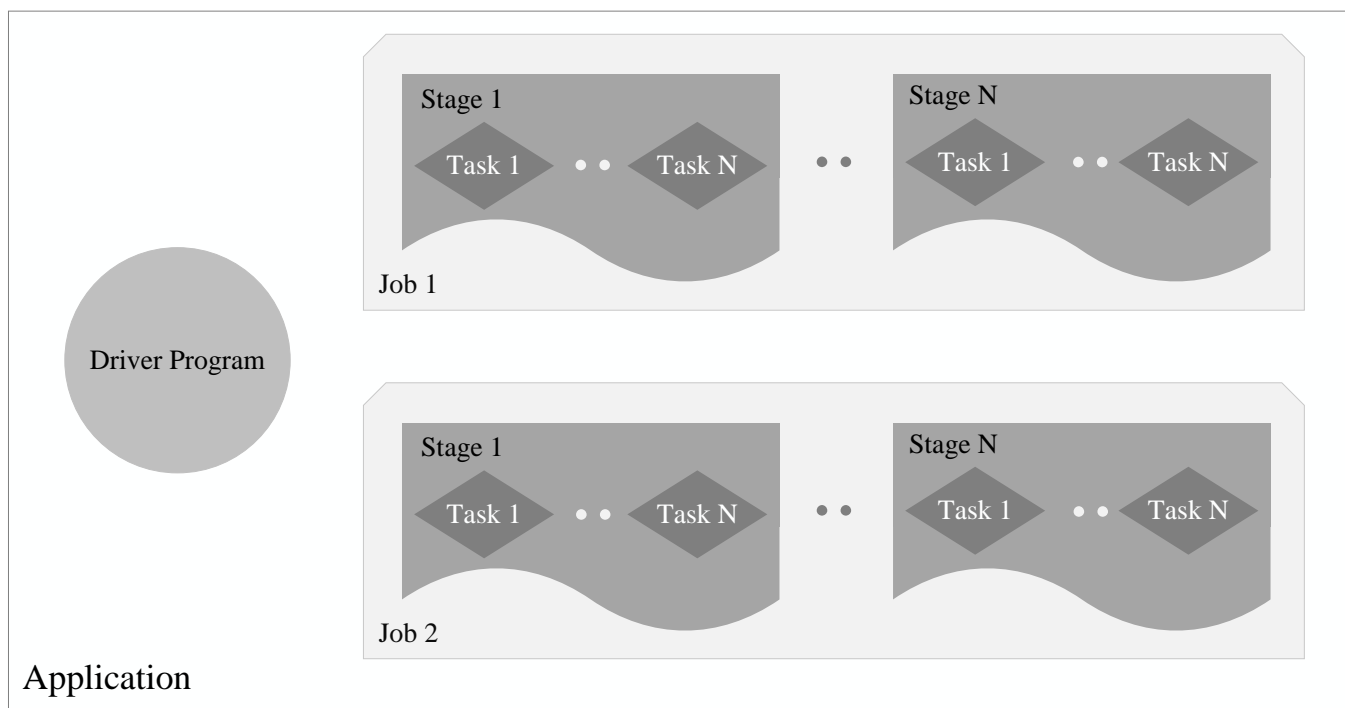 Stage 1
Task 1
Task N
Stage N
Task 1
Task N
Job 1
Driver Program
Stage 1
Task 1
Task N
Stage N
Task 1
Task N
Job 2
Application